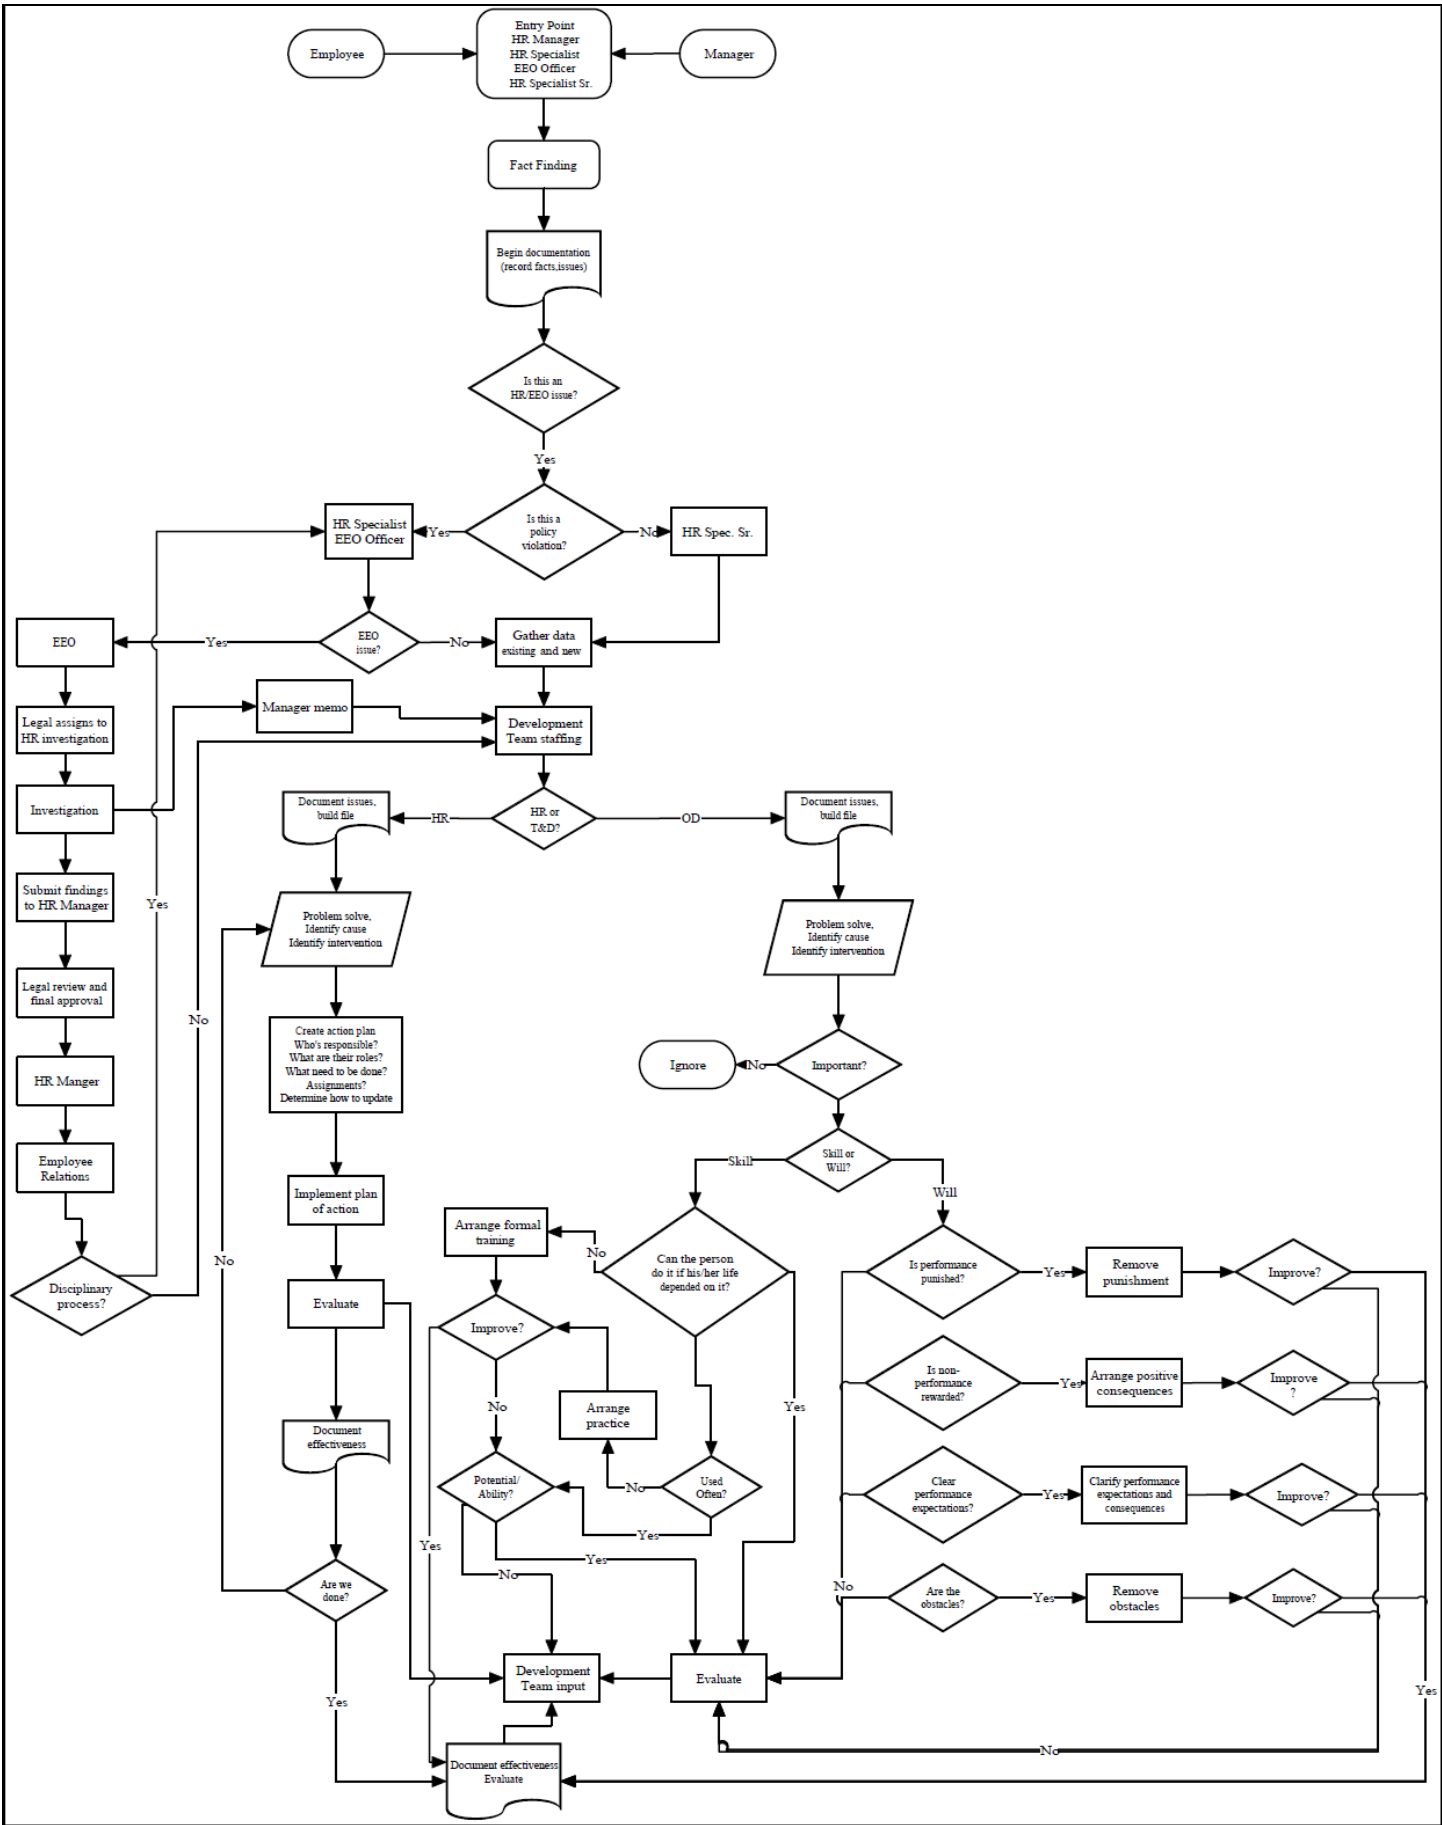 Entry Point
HR Manager
HR Specialist
EEO Officer
HR Specialist Sr.
Employee
Manager
Fact Finding
Begin documentation
(record facts,issues)
Is this an
HR/EEO issue?
Yes
HR Specialist
EEO Officer
Yes
Is this a
policy
violation?
No
HR Spec. Sr.
EEO
Yes
EEO
issue?
No
Gather data
existing and new
Legal assigns to
HR investigation
Manager memo
Development
Team staffing
Investigation
Document issues,
build file
HR
HR or
T&D?
OD
Document issues,
build file
Submit findings
to HR Manager
Yes
Problem solve,
Identify cause
Identify intervention
Problem solve,
Identify cause
Identify intervention
Legal review and
final approval
No
Create action plan
Who's responsible?
What are their roles?
What need to be done?
Assignments?
Determine how to update
HR Manger
Ignore
No
Important?
Employee
Relations
Skill
Skill or
Will?
Will
Implement plan
of action
Arrange formal
training
No
No
Can the person
do it if his/her life
depended on it?
Is performance
punished?
Yes
Remove
punishment
Improve?
Disciplinary
process?
Evaluate
Improve?
Is non-
performance
rewarded?
Yes
Arrange positive
consequences
Improve
?
No
Arrange
practice
Yes
Document
effectiveness
Potential/
Ability?
No
Used
Often?
Clear
performance
expectations?
Yes
Clarify performance
expectations and
consequences
Improve?
Yes
Yes
Yes
No
Are we
done?
No
Are the
obstacles?
Yes
Remove
obstacles
Improve?
Development
Team input
Evaluate
Yes
Yes
No
Document effectiveness
Evaluate